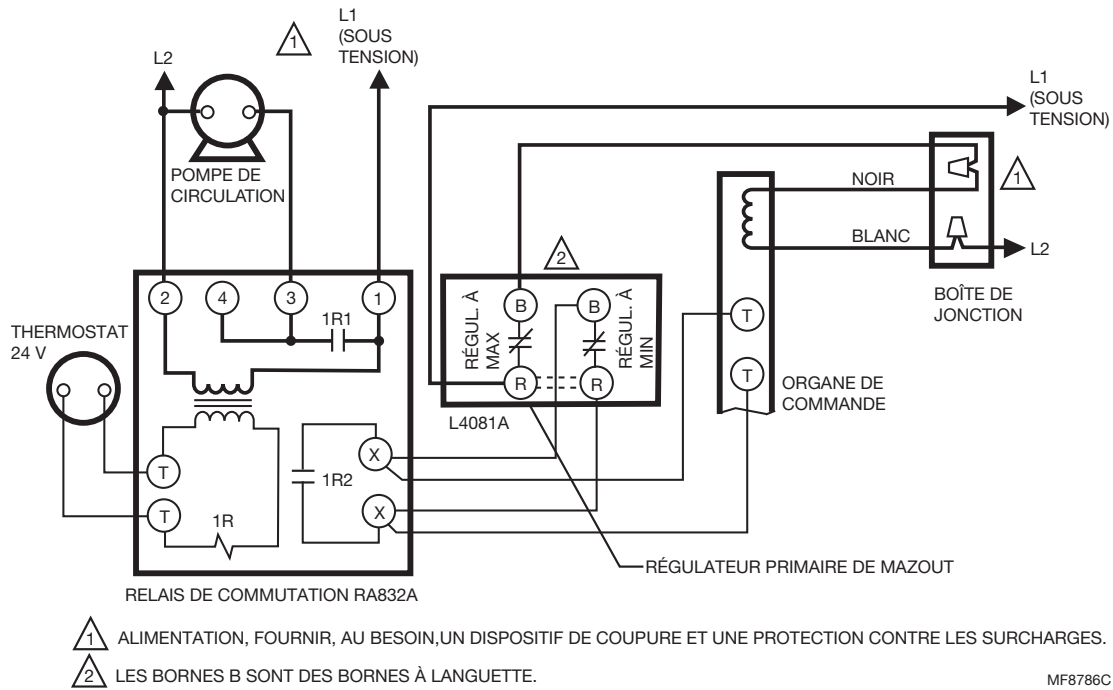 L1
(SOUS
TENSION)
1
L2
L1
(SOUS
TENSION)
POMPE DE
CIRCULATION
NOIR
1
BLANC
L2
2
BOÎTE DE
JONCTION
2
4
3
1
1R1
THERMOSTAT
24 V
RÉGUL. À
MAX
B
B
RÉGUL. À
MIN
R
R
T
T
ORGANE DE
COMMANDE
L4081A
T
T
1R
1R2
X
X
RÉGULATEUR PRIMAIRE DE MAZOUT
RELAIS DE COMMUTATION RA832A
1 ALIMENTATION, FOURNIR, AU BESOIN,UN DISPOSITIF DE COUPURE ET UNE PROTECTION CONTRE LES SURCHARGES.
2 LES BORNES B SONT DES BORNES À LANGUETTE.
MF8786C